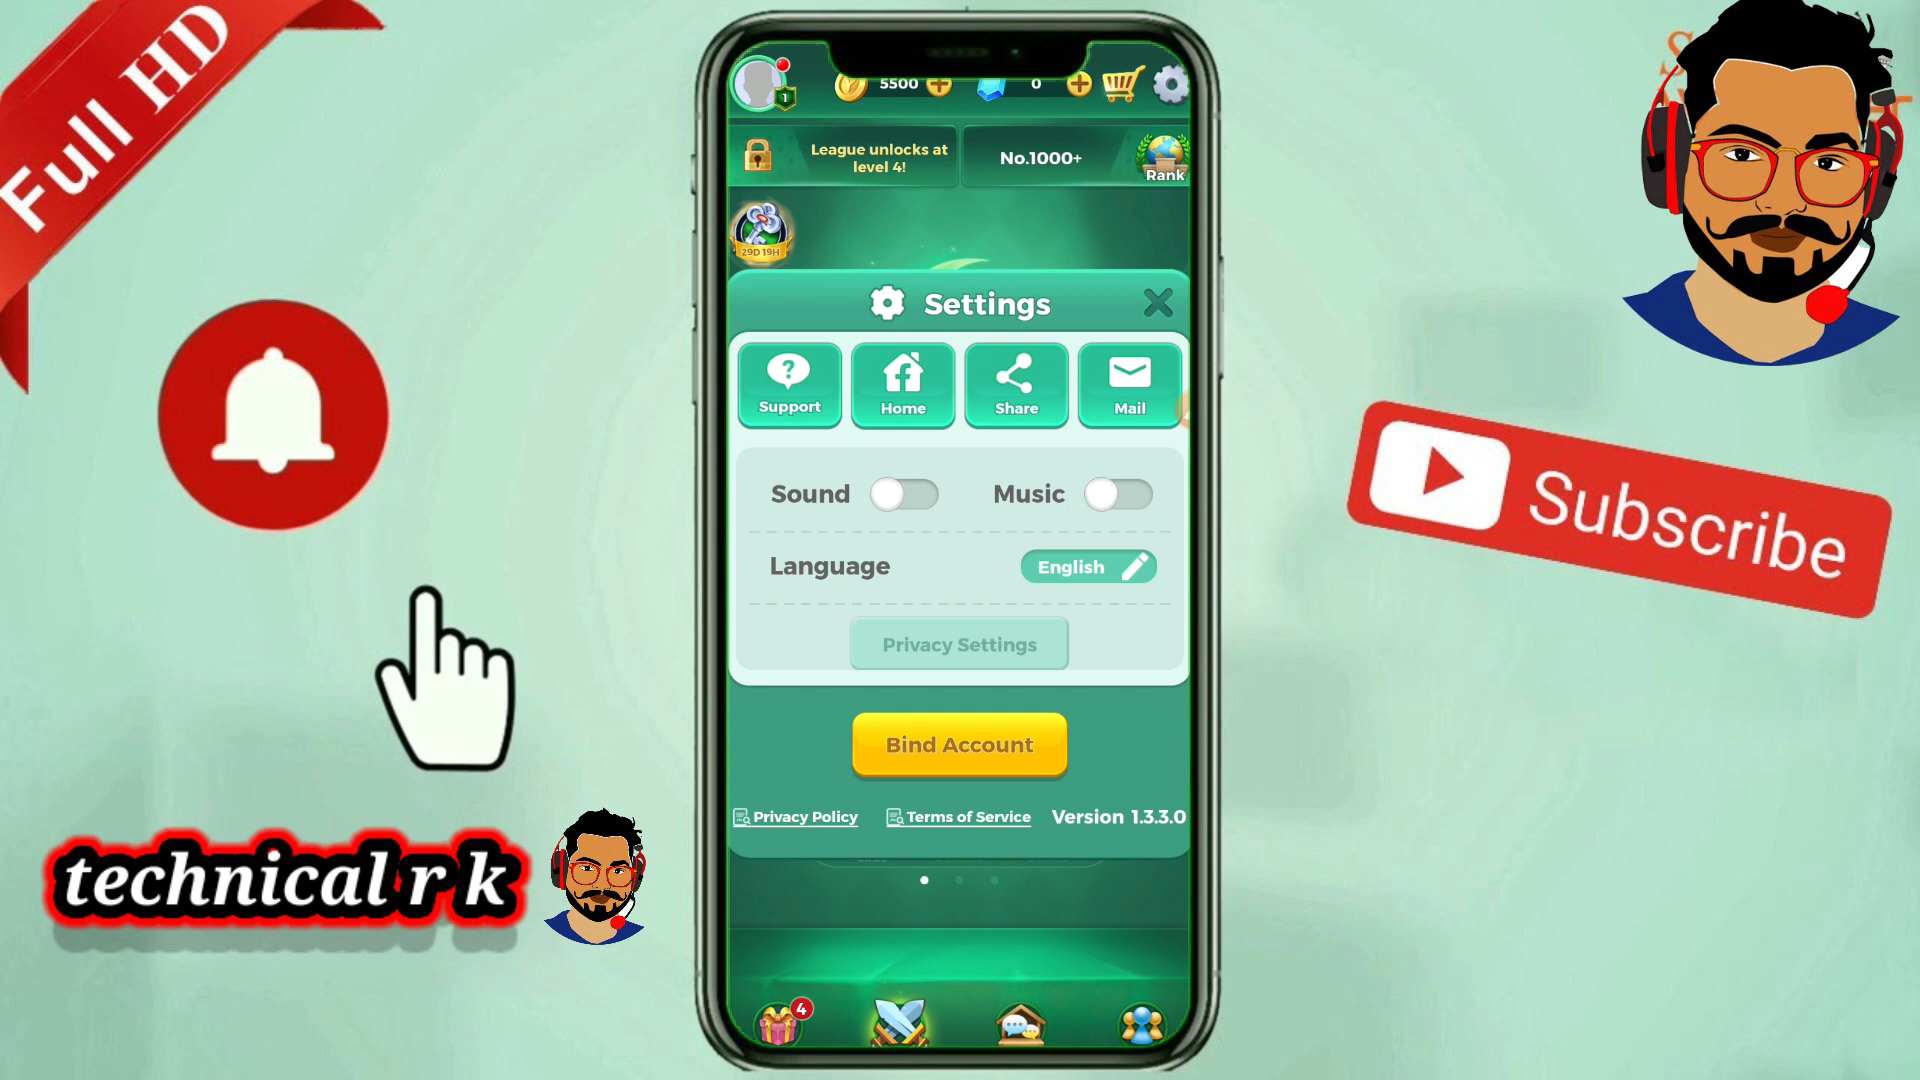 Full HD
5500
0
1
League unlocks at
level 4!
No.1000+
Rank
29D 19H
Settings
Support
Home
Share
Mail
Sound
Music
Language
English
Privacy Settings
Bind Account
Privacy Policy
Terms of Service
Version 1.3.3.0
4
Subscribe
technical r k